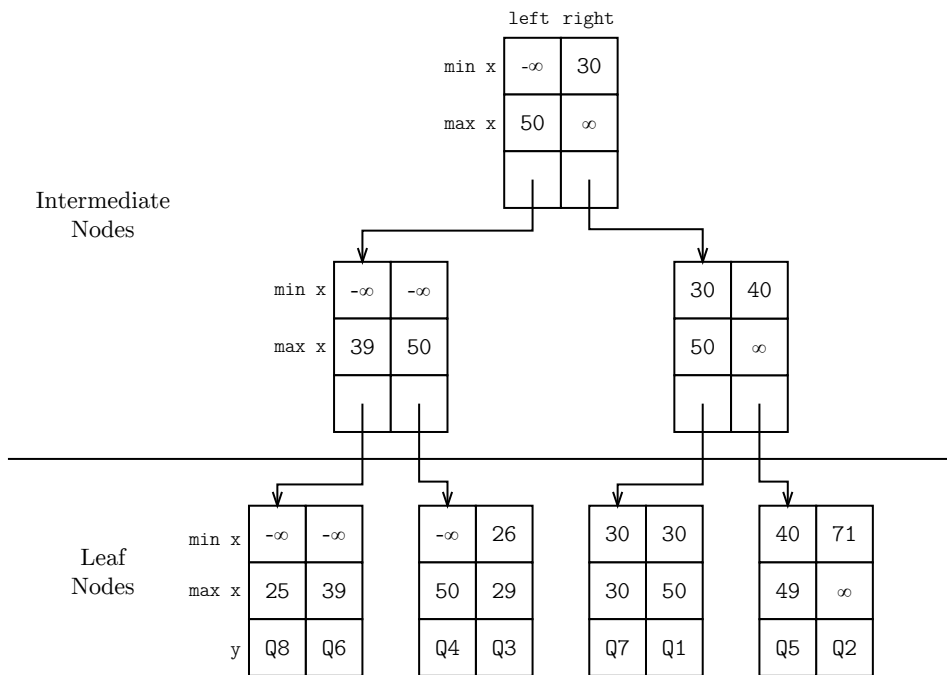 left right
min x -∞ 30
max x 50 ∞
Intermediate
Nodes
min x -∞ -∞ 30 40
max x 39 50 50 ∞
Leaf
Nodes
min x -∞ -∞ -∞ 26 30 30 40 71
max x 25 39 50 29 30 50 49 ∞
y Q8 Q6 Q4 Q3 Q7 Q1 Q5 Q2